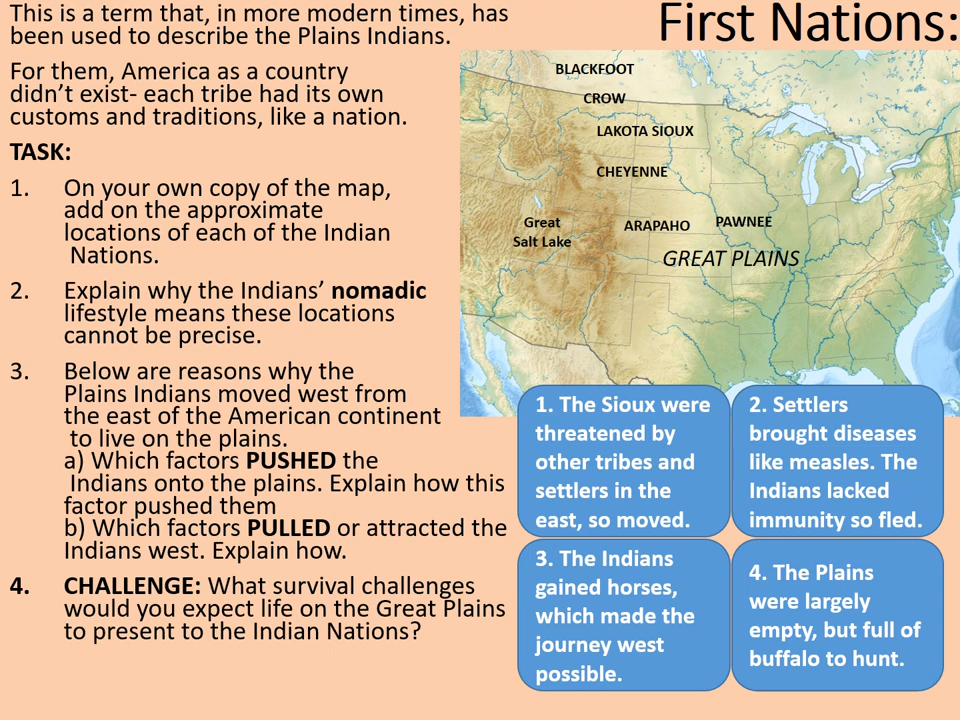 This is a term that, in more modern times, has
been used to describe the Plains Indians.
For them, America as a country
didn't exist- each tribe had its own
customs and traditions, like a nation.
TASK:
1. On your own copy of the map,
add on the approximate
locations of each of the Indian
Nations.
2. Explain why the Indians' nomadic
lifestyle means these locations
cannot be precise.
3. Below are reasons why the
Plains Indians moved west from
the east of the American continent
to live on the plains.
a) Which factors PUSHED the
Indians onto the plains. Explain how this
factor pushed them
b) Which factors PULLED or attracted the
Indians west. Explain how.
4. CHALLENGE: What survival challenges
would you expect life on the Great Plains
to present to the Indian Nations?
First Nations:
BLACKFOOT
CROW
LAKOTA SIOUX
CHEYENNE
Great
Salt Lake
ARAPAHO
PAWNEE
GREAT PLAINS
1. The Sioux were
threatened by
other tribes and
settlers in the
east, so moved.
2. Settlers
brought diseases
like measles. The
Indians lacked
immunity so fled.
3. The Indians
gained horses,
which made the
journey west
possible.
4. The Plains
were largely
empty, but full of
buffalo to hunt.